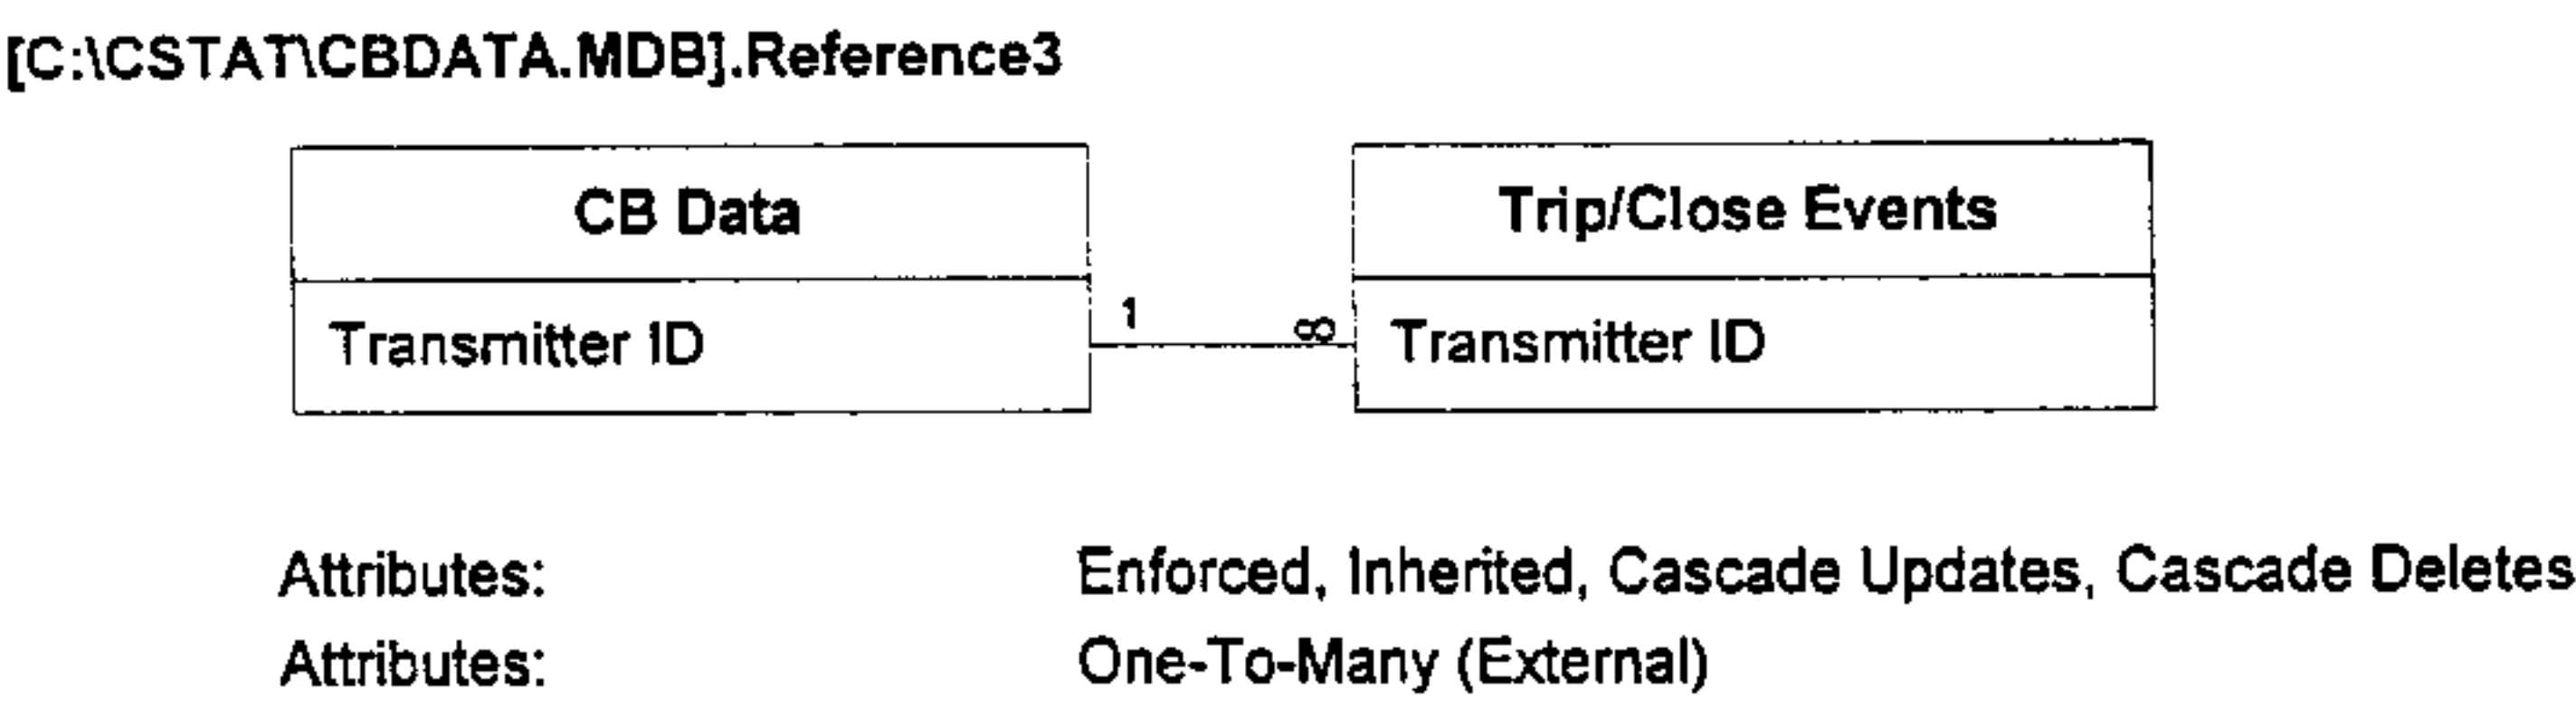 [C:\CSTAT\CBDATA.MDB].Reference3
CB Data
Trip/Close Events
Transmitter ID
1
∞
Transmitter ID
Attributes:
Enforced, Inherited, Cascade Updates, Cascade Deletes
Attributes:
One-To-Many (External)